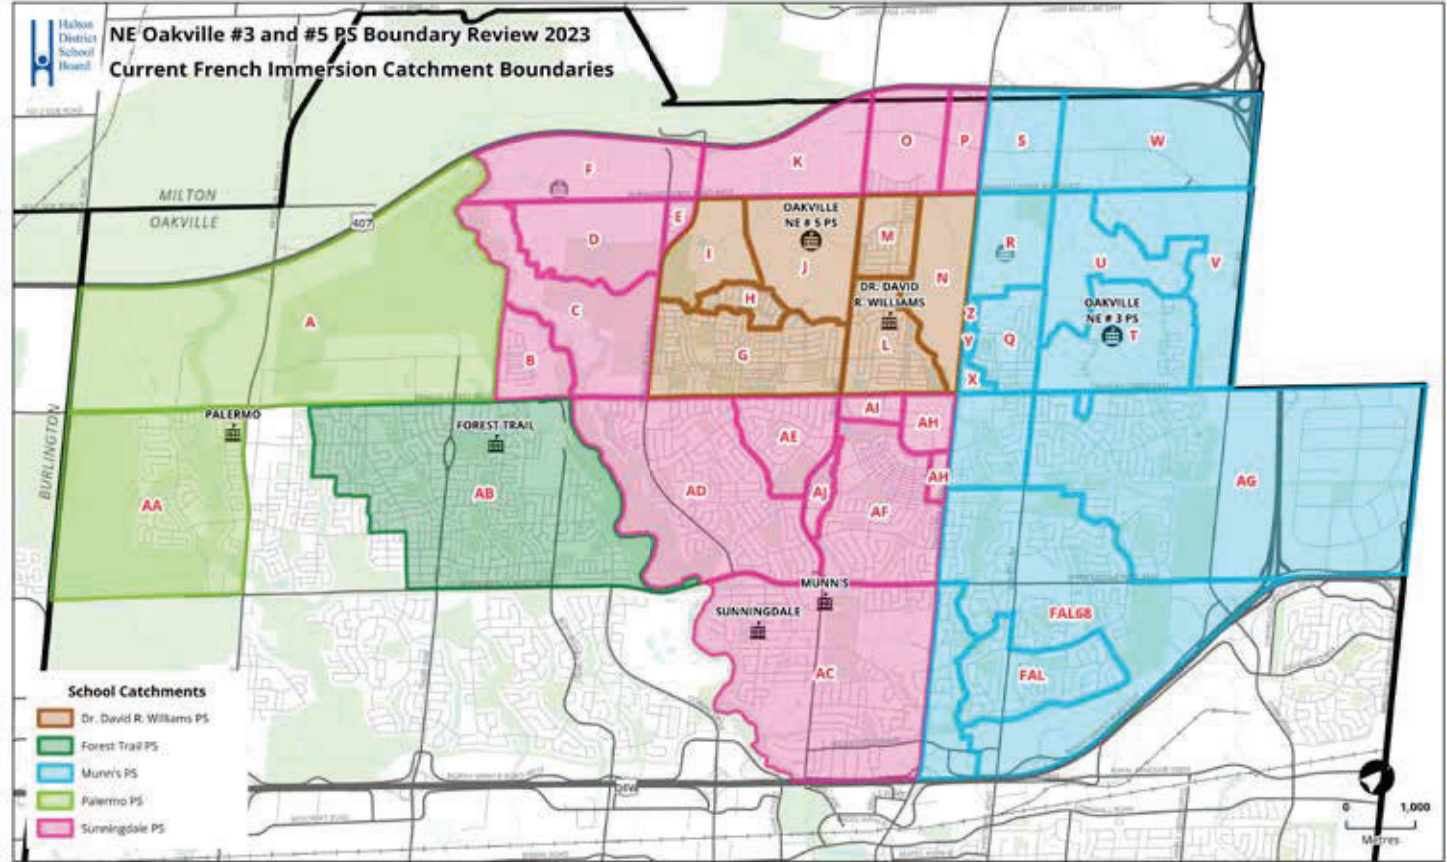 Halton
District
School
Board
NE Oakville #3 and #5 PS Boundary Review 2023
Current French Immersion Catchment Boundaries
MILTON
OAKVILLE
407
BURLINGTON
F
K
O
P
S
W
E
D
I
OAKVILLE
NE # 5 PS
J
M
N
R
U
V
DR. DAVID
R. WILLIAMS
OAKVILLE
NE # 3 PS
T
A
C
H
Z
Y
Q
B
G
L
X
PALERMO
FOREST TRAIL
AI
AH
AE
AH
AA
AB
AD
AJ
AF
AG
MUNN'S
SUNNINGDALE
FAL68
AC
FAL
QEW
School Catchments
Dr. David R. Williams PS
Forest Trail PS
Munn's PS
Palermo PS
Sunningdale PS
0 1,000
Metres